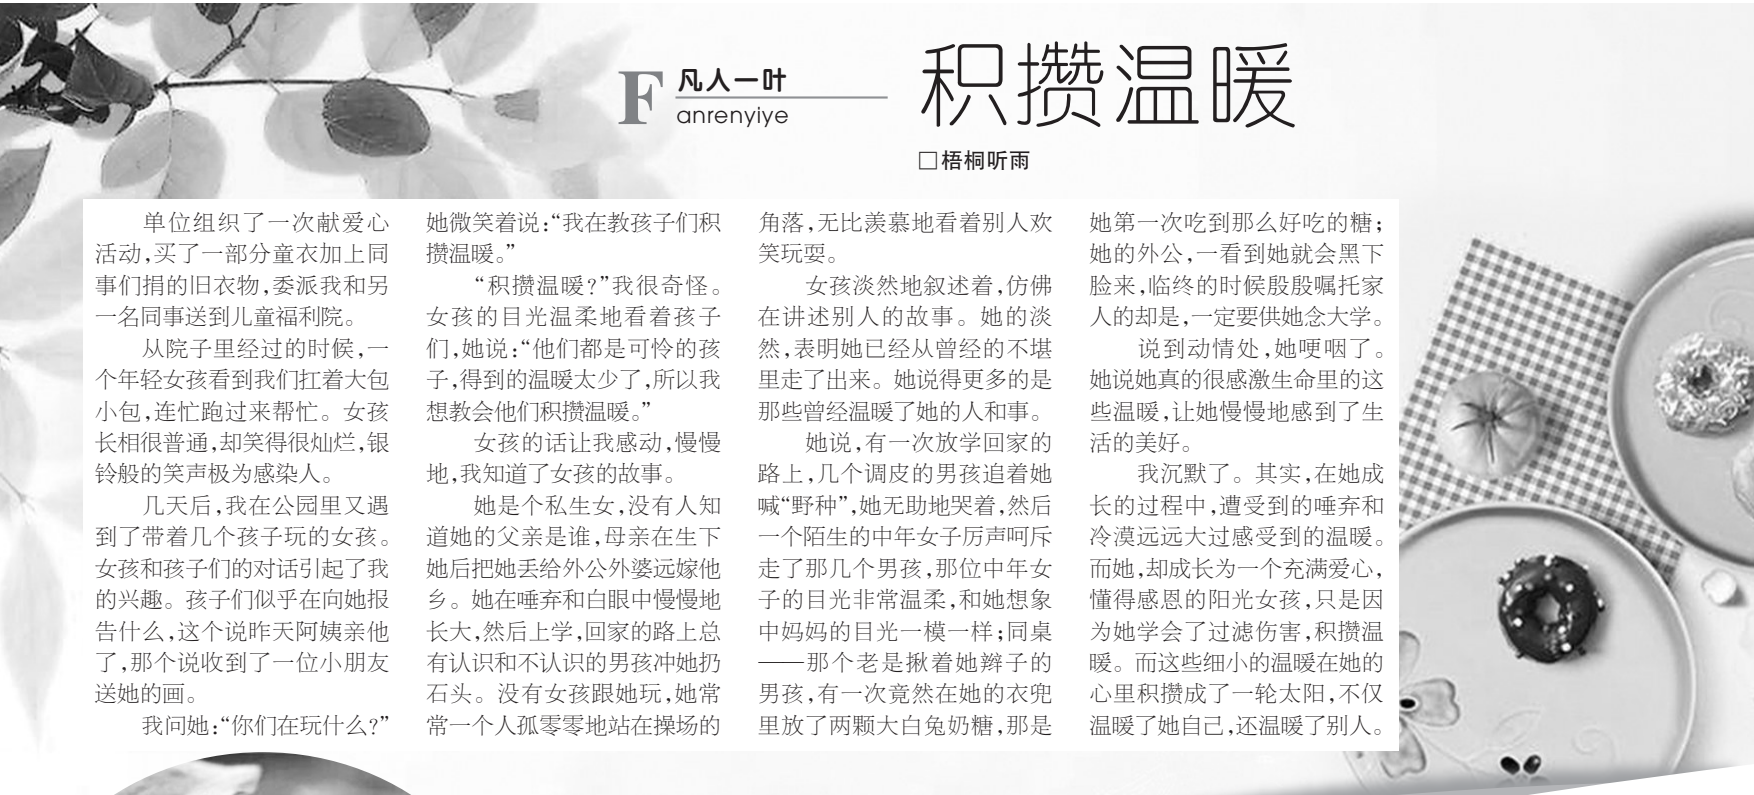 F 凡人一叶
anrenyiye
积攒温暖
□梧桐听雨
单位组织了一次献爱心
活动,买了一部分童衣加上同
事们捐的旧衣物,委派我和另
一名同事送到儿童福利院。
从院子里经过的时候,一
个年轻女孩看到我们扛着大包
小包,连忙跑过来帮忙。女孩
长相很普通,却笑得很灿烂,银
铃般的笑声极为感染人。
几天后,我在公园里又遇
到了带着几个孩子玩的女孩。
女孩和孩子们的对话引起了我
的兴趣。孩子们似乎在向她报
告什么,这个说昨天阿姨亲他
了,那个说收到了一位小朋友
送她的画。
我问她:“你们在玩什么?”
她微笑着说:“我在教孩子们积
攒温暖。”
“积攒温暖?”我很奇怪。
女孩的目光温柔地看着孩子
们,她说:“他们都是可怜的孩
子,得到的温暖太少了,所以我
想教会他们积攒温暖。”
女孩的话让我感动,慢慢
地,我知道了女孩的故事。
她是个私生女,没有人知
道她的父亲是谁,母亲在生下
她后把她丢给外公外婆远嫁他
乡。她在唾弃和白眼中慢慢地
长大,然后上学,回家的路上总
有认识和不认识的男孩冲她扔
石头。没有女孩跟她玩,她常
常一个人孤零零地站在操场的
角落,无比羡慕地看着别人欢
笑玩耍。
女孩淡然地叙述着,仿佛
在讲述别人的故事。她的淡
然,表明她已经从曾经的不堪
里走了出来。她说得更多的是
那些曾经温暖了她的人和事。
她说,有一次放学回家的
路上,几个调皮的男孩追着她
喊“野种”,她无助地哭着,然后
一个陌生的中年女子厉声呵斥
走了那几个男孩,那位中年女
子的目光非常温柔,和她想象
中妈妈的目光一模一样;同桌
——那个老是揪着她辫子的
男孩,有一次竟然在她的衣兜
里放了两颗大白兔奶糖,那是
她第一次吃到那么好吃的糖;
她的外公,一看到她就会黑下
脸来,临终的时候殷殷嘱托家
人的却是,一定要供她念大学。
说到动情处,她哽咽了。
她说她真的很感激生命里的这
些温暖,让她慢慢地感到了生
活的美好。
我沉默了。其实,在她成
长的过程中,遭受到的唾弃和
冷漠远远大过感受到的温暖。
而她,却成长为一个充满爱心,
懂得感恩的阳光女孩,只是因
为她学会了过滤伤害,积攒温
暖。而这些细小的温暖在她的
心里积攒成了一轮太阳,不仅
温暖了她自己,还温暖了别人。